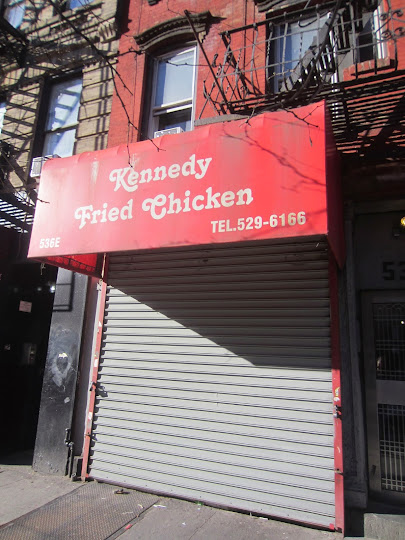 Kennedy
Fried Chicken
536E
TEL.529-6166